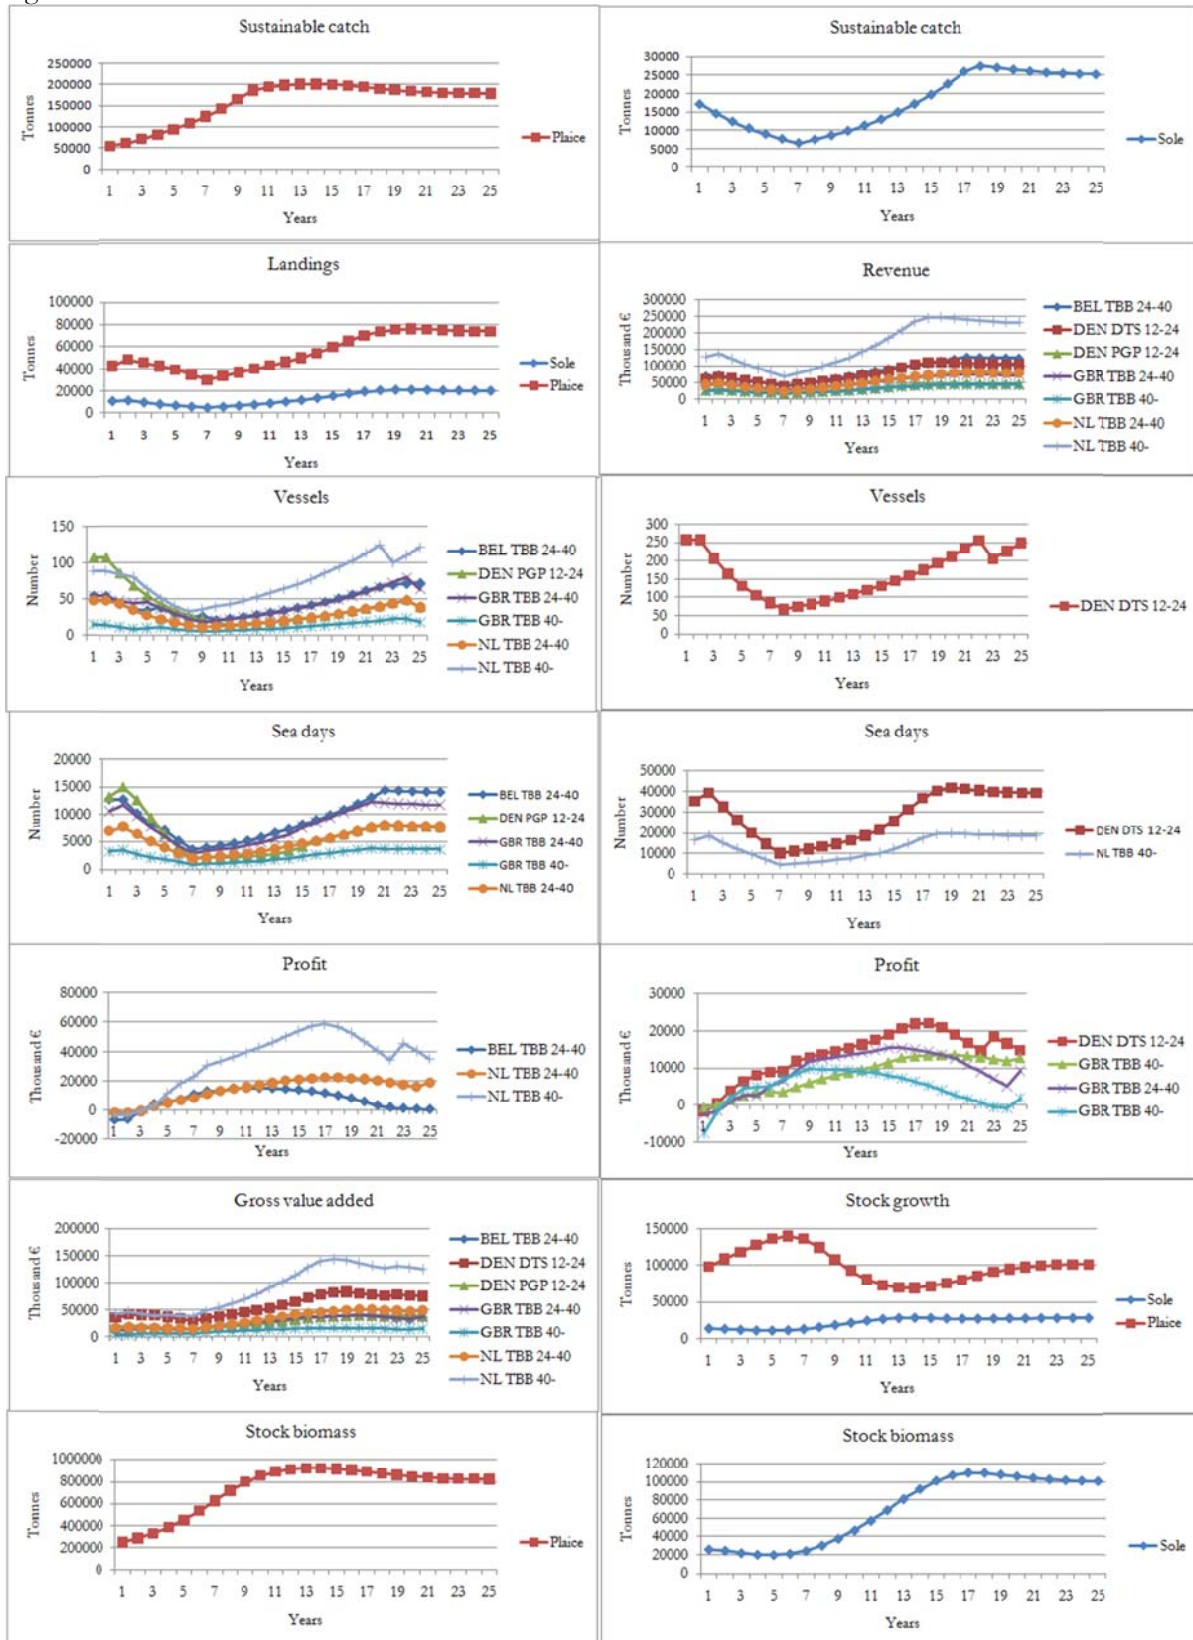 Sustainable catch
250000
200000
150000
100000
50000
0
Tonnes
1 3 5 7 9 11 13 15 17 19 21 23 25
Years
Plaice
Sustainable catch
30000
25000
20000
15000
10000
5000
0
Tonnes
1 3 5 7 9 11 13 15 17 19 21 23 25
Years
Sole
Landings
100000
80000
60000
40000
20000
0
Tonnes
1 3 5 7 9 11 13 15 17 19 21 23 25
Years
Sole
Plaice
Revenue
300000
250000
200000
150000
100000
50000
0
Thousand €
1 3 5 7 9 11 13 15 17 19 21 23 25
Years
BEL TBB 24-40
DEN DTS 12-24
DEN PGP 12-24
GBR TBB 24-40
GBR TBB 40-
NL TBB 24-40
NL TBB 40-
Vessels
150
100
50
0
Number
1 3 5 7 9 11 13 15 17 19 21 23 25
Years
BEL TBB 24-40
DEN PGP 12-24
GBR TBB 24-40
GBR TBB 40-
NL TBB 24-40
NL TBB 40-
Vessels
300
250
200
150
100
50
0
Number
1 3 5 7 9 11 13 15 17 19 21 23 25
Years
DEN DTS 12-24
Sea days
20000
15000
10000
5000
0
Number
1 3 5 7 9 11 13 15 17 19 21 23 25
Years
BEL TBB 24-40
DEN PGP 12-24
GBR TBB 24-40
GBR TBB 40-
NL TBB 24-40
Sea days
50000
40000
30000
20000
10000
0
Number
1 3 5 7 9 11 13 15 17 19 21 23 25
Years
DEN DTS 12-24
NL TBB 40-
Profit
80000
60000
40000
20000
0
-20000
Thousand €
1 3 5 7 9 11 13 15 17 19 21 23 25
Years
BEL TBB 24-40
NL TBB 24-40
NL TBB 40-
Profit
30000
20000
10000
0
-10000
Thousand €
1 3 5 7 9 11 13 15 17 19 21 23 25
Years
DEN DTS 12-24
GBR TBB 40-
GBR TBB 24-40
GBR TBB 40-
Gross value added
200000
150000
100000
50000
0
Thousand €
1 3 5 7 9 11 13 15 17 19 21 23 25
Years
BEL TBB 24-40
DEN DTS 12-24
DEN PGP 12-24
GBR TBB 24-40
GBR TBB 40-
NL TBB 24-40
NL TBB 40-
Stock growth
150000
100000
50000
0
Tonnes
1 3 5 7 9 11 13 15 17 19 21 23 25
Years
Sole
Plaice
Stock biomass
1000000
800000
600000
400000
200000
0
Tonnes
1 3 5 7 9 11 13 15 17 19 21 23 25
Years
Plaice
Stock biomass
120000
100000
80000
60000
40000
20000
0
Tonnes
1 3 5 7 9 11 13 15 17 19 21 23 25
Years
Sole